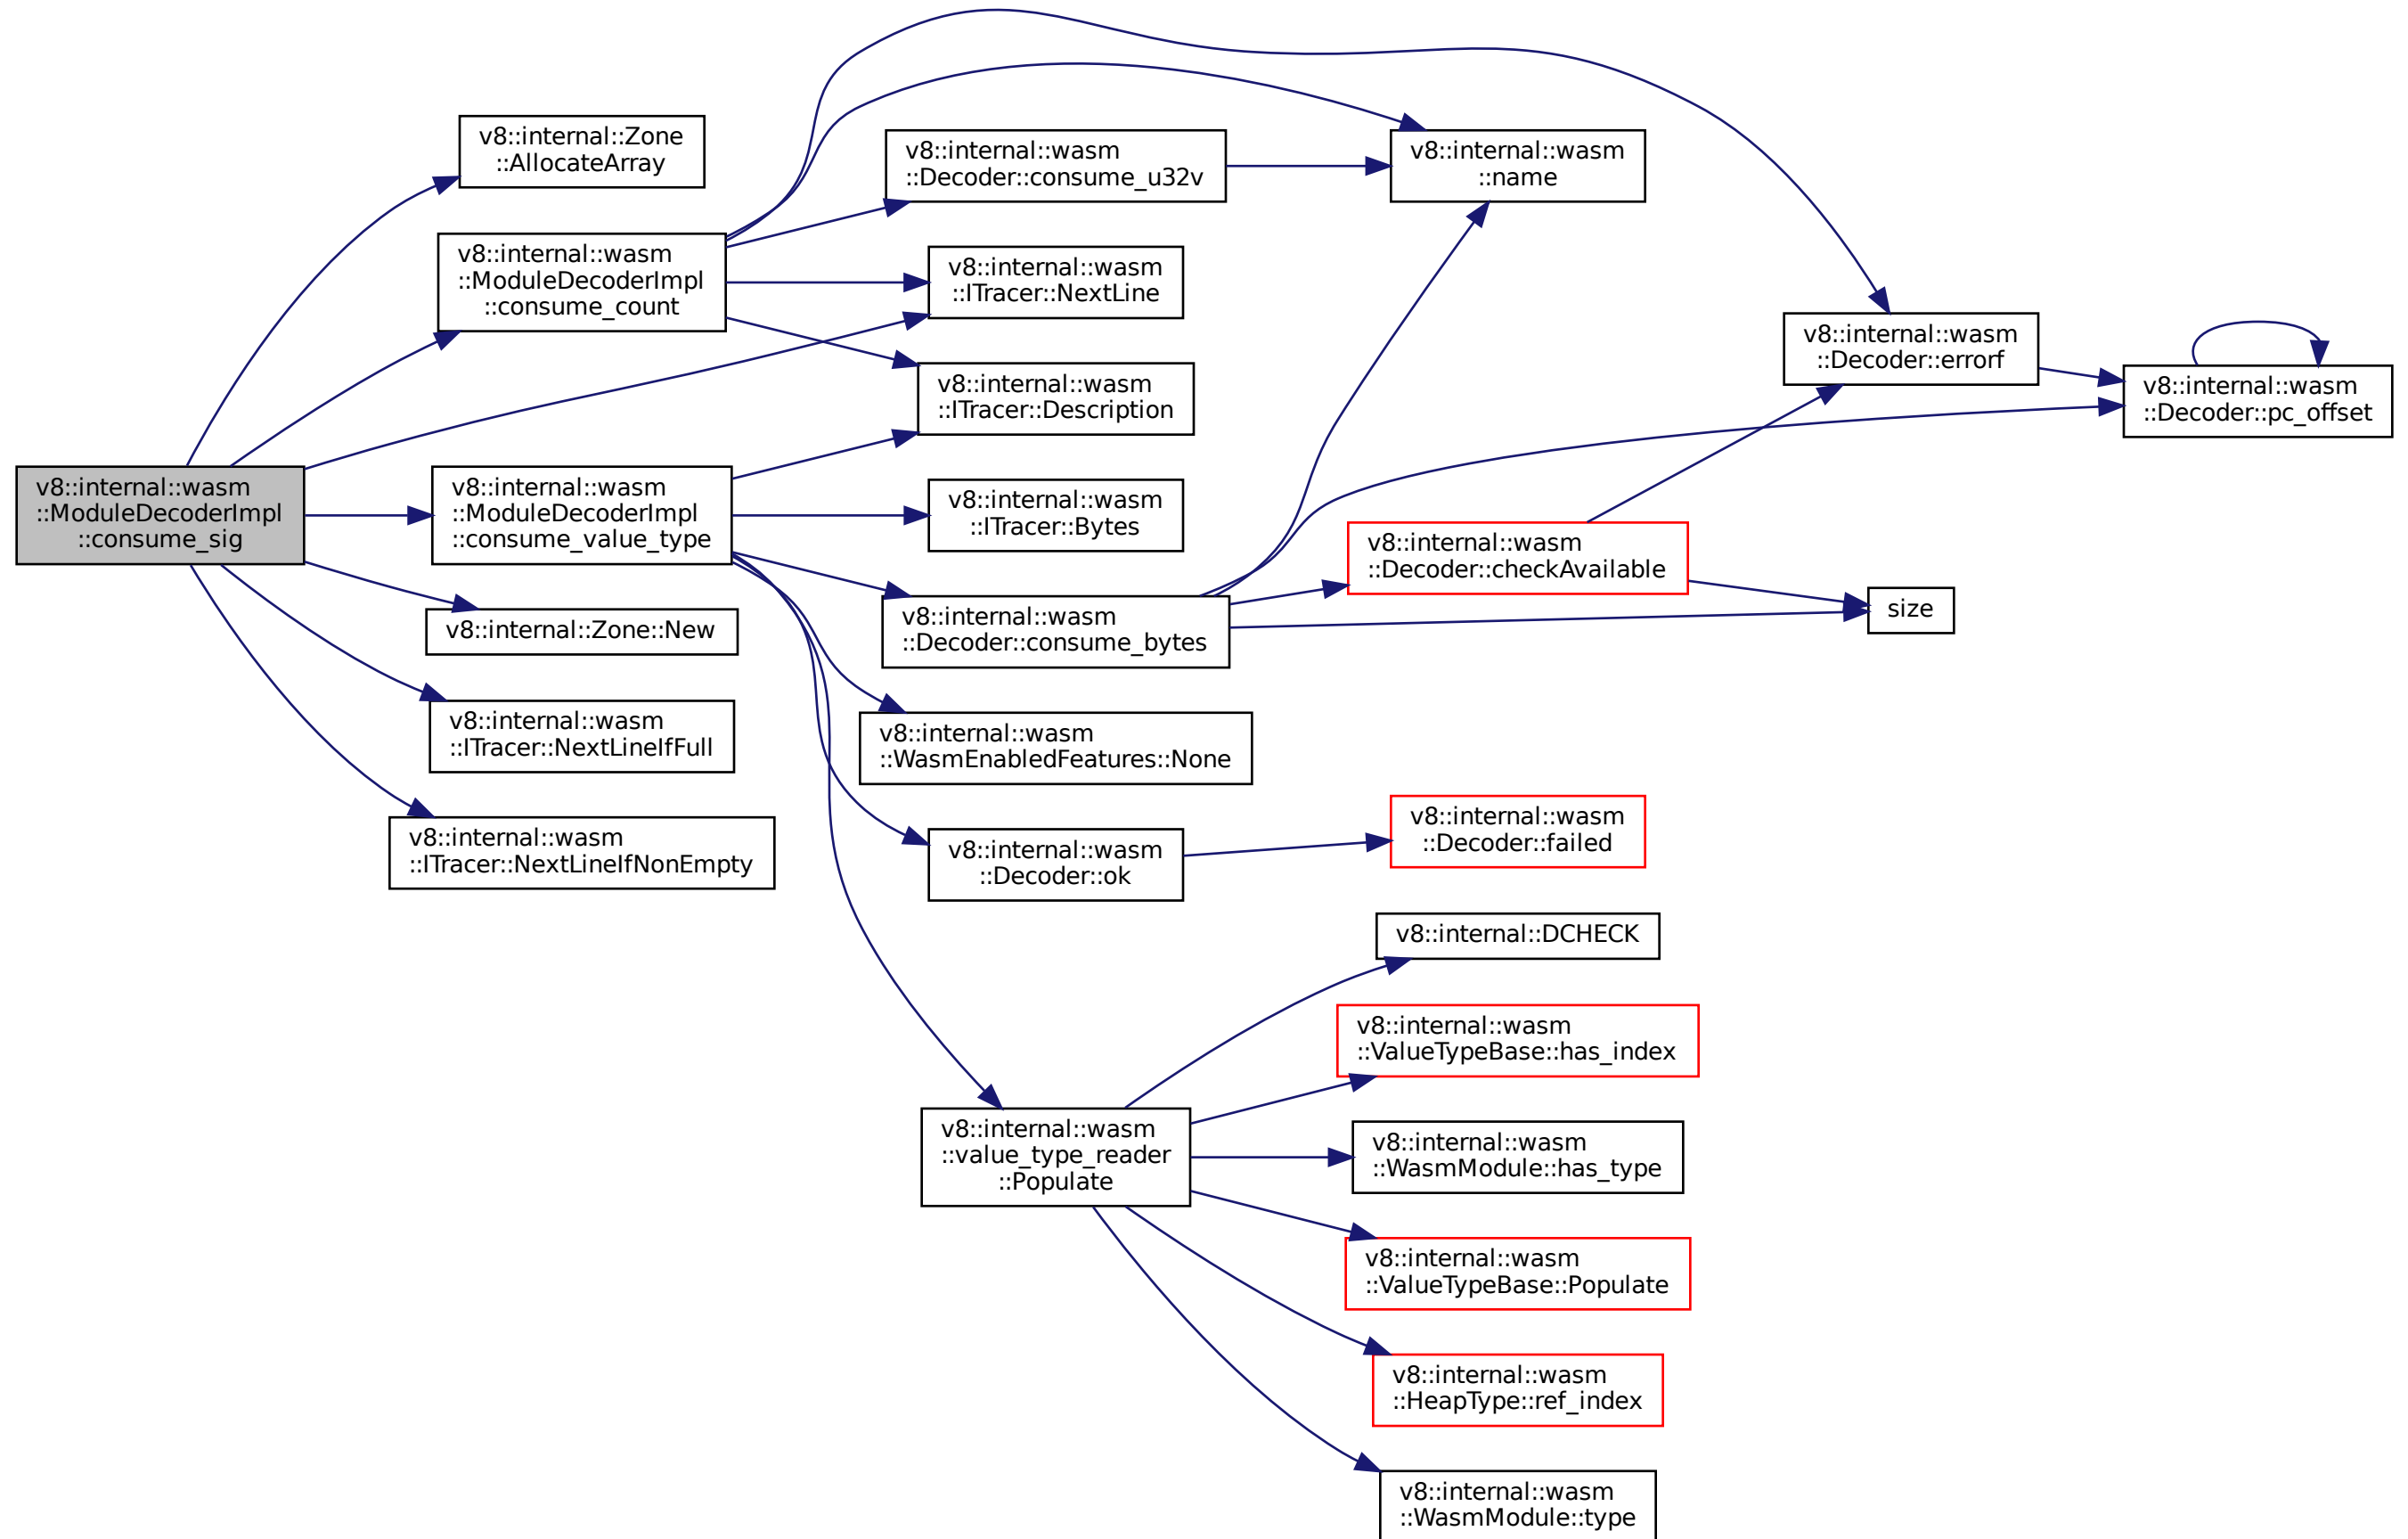 v8::internal::wasm
::ModuleDecoderImpl
::consume_sig
v8::internal::Zone
::AllocateArray
v8::internal::wasm
::ModuleDecoderImpl
::consume_count
v8::internal::wasm
::ModuleDecoderImpl
::consume_value_type
v8::internal::Zone::New
v8::internal::wasm
::ITracer::NextLineIfFull
v8::internal::wasm
::ITracer::NextLineIfNonEmpty
v8::internal::wasm
::Decoder::consume_u32v
v8::internal::wasm
::ITracer::NextLine
v8::internal::wasm
::ITracer::Description
v8::internal::wasm
::ITracer::Bytes
v8::internal::wasm
::Decoder::consume_bytes
v8::internal::wasm
::WasmEnabledFeatures::None
v8::internal::wasm
::Decoder::ok
v8::internal::wasm
::value_type_reader
::Populate
v8::internal::wasm
::name
v8::internal::wasm
::Decoder::checkAvailable
v8::internal::wasm
::Decoder::failed
v8::internal::DCHECK
v8::internal::wasm
::ValueTypeBase::has_index
v8::internal::wasm
::WasmModule::has_type
v8::internal::wasm
::ValueTypeBase::Populate
v8::internal::wasm
::HeapType::ref_index
v8::internal::wasm
::WasmModule::type
v8::internal::wasm
::Decoder::errorf
size
v8::internal::wasm
::Decoder::pc_offset